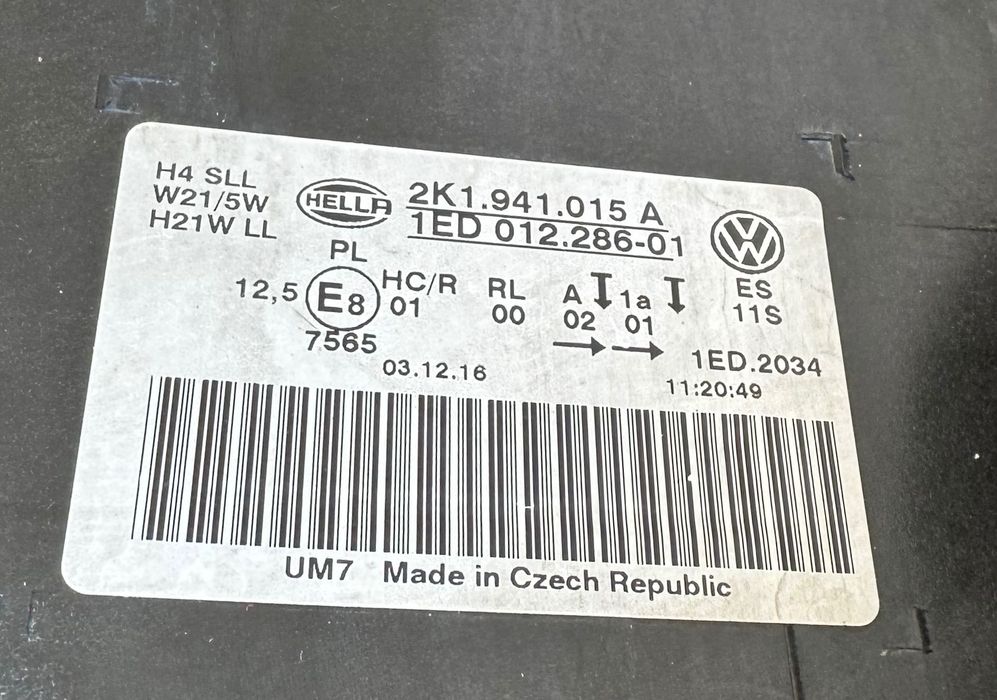 H4 SLL
W21/5W
H21W LL
HELLA
2K1.941.015 A
1ED 012.286-01
VW
PL
12,5 E8 HC/R RL A 1a ES
01 00 02 01 11S
7565
1ED.2034
03.12.16 11:20:49
UM7 Made in Czech Republic